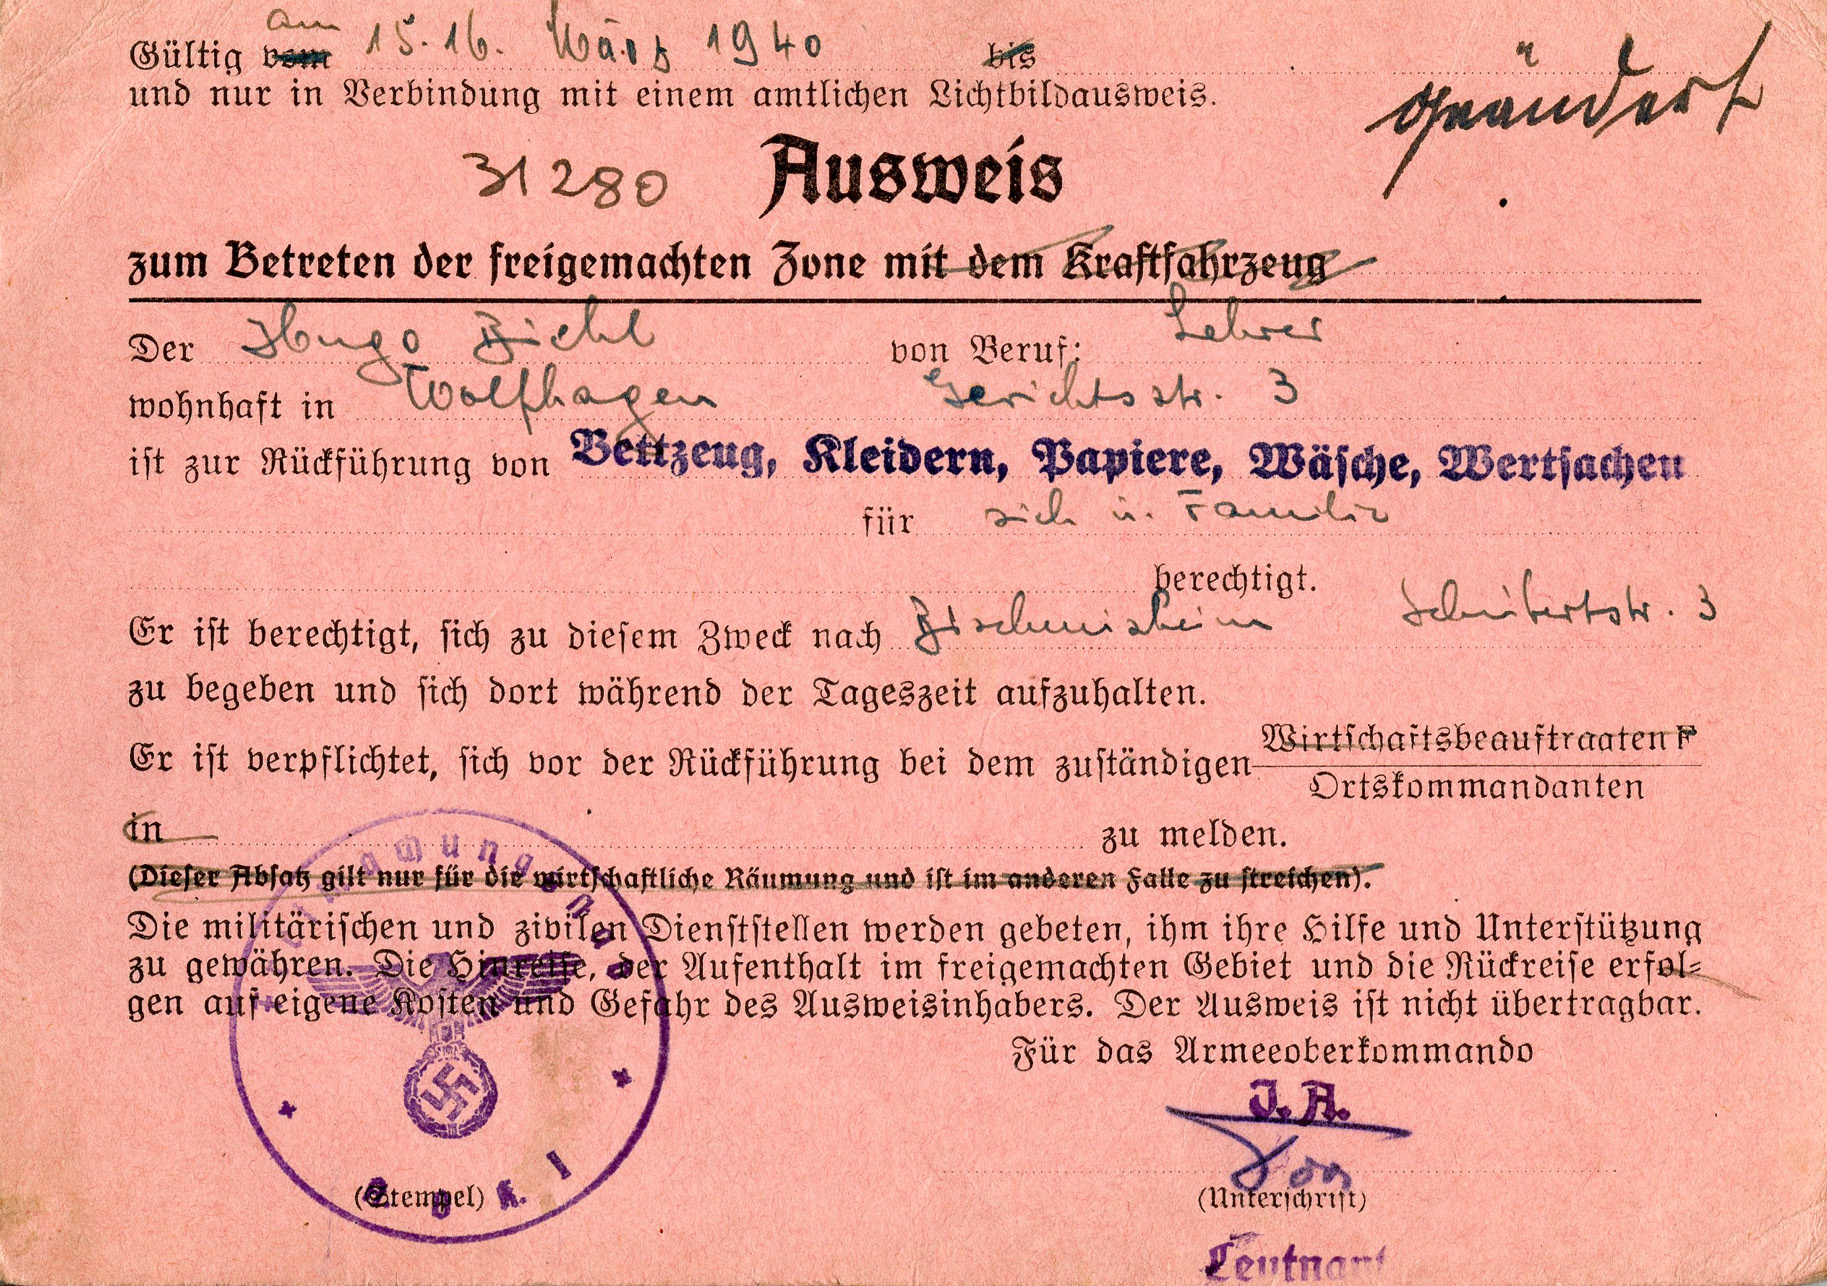 am
Gültig vom 15. 16. März 1940 bis
geändert
und nur in Verbindung mit einem amtlichen Lichtbildausweis.
31280 Ausweis
zum Betreten der freigemachten Zone mit dem Kraftfahrzeug
Der Hugo von Beruf: Lehrer
wohnhaft in Wolfhagen Gerichtsstr. 3
ist zur Rückführung von Bettzeug, Kleidern, Papiere, Wäsche, Wertsachen
für sich u. Familie
berechtigt.
Er ist berechtigt, sich zu diesem Zweck nach Bischmisheim Schubertstr. 3
zu begeben und sich dort während der Tageszeit aufzuhalten.
Wirtschaftsbeauftragten F
Er ist verpflichtet, sich vor der Rückführung bei dem zuständigen
Ortskommandanten
in zu melden.
(Dieser Absatz gilt nur für die wirtschaftliche Räumung und ist im anderen Falle zu streichen).
Die militärischen und zivilen Dienststellen werden gebeten, ihm ihre Hilfe und Unterstützung
zu gewähren. Die Hinreise, der Aufenthalt im freigemachten Gebiet und die Rückreise erfol=
gen auf eigene Kosten und Gefahr des Ausweisinhabers. Der Ausweis ist nicht übertragbar.
Für das Armeeoberkommando
J. A.
(Stempel) (Unterschrift)
A. O. K. 1
Leutnant